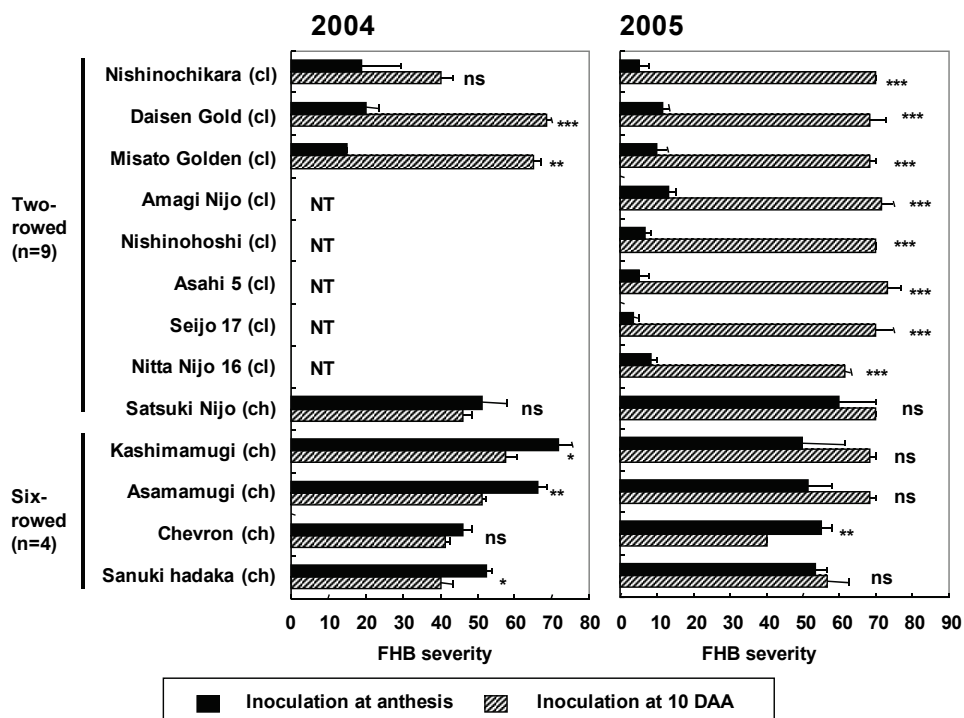 2004 2005
Two-
rowed
(n=9)
Nishinochikara (cl) ns ***
Daisen Gold (cl) *** ***
Misato Golden (cl) ** ***
Amagi Nijo (cl) NT ***
Nishinohoshi (cl) NT ***
Asahi 5 (cl) NT ***
Seijo 17 (cl) NT ***
Nitta Nijo 16 (cl) NT ***
Satsuki Nijo (ch) ns ns
Six-
rowed
(n=4)
Kashimamugi (ch) * ns
Asamamugi (ch) ** ns
Chevron (ch) ns **
Sanuki hadaka (ch) * ns
0 10 20 30 40 50 60 70 80 0 10 20 30 40 50 60 70 80 90
FHB severity FHB severity
Inoculation at anthesis Inoculation at 10 DAA